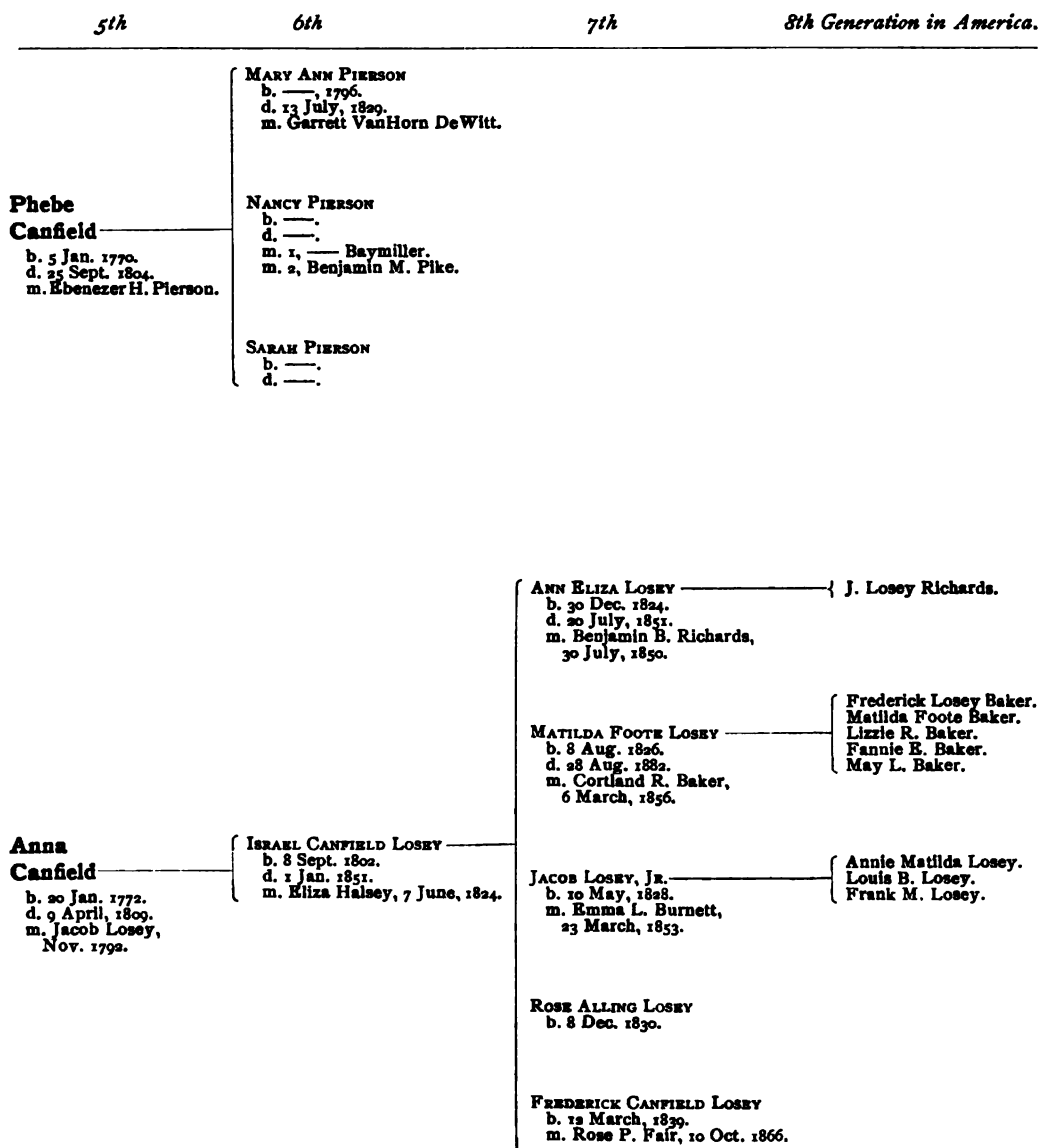 5th 6th 7th 8th Generation in America.
MARY ANN PIERSON
b. ——, 1796.
d. 13 July, 1829.
m. Garrett VanHorn DeWitt.
Phebe
Canfield
b. 5 Jan. 1770.
d. 25 Sept. 1804.
m. Ebenezer H. Pierson.
NANCY PIERSON
b. ——.
d. ——.
m. 1, —— Baymiller.
m. 2, Benjamin M. Pike.
SARAH PIERSON
b. ——.
d. ——.
ANN ELIZA LOSEY
b. 30 Dec. 1824.
d. 20 July, 1851.
m. Benjamin B. Richards,
30 July, 1850.
J. Losey Richards.
MATILDA FOOTE LOSEY
b. 8 Aug. 1826.
d. 28 Aug. 1882.
m. Cortland R. Baker,
6 March, 1856.
Frederick Losey Baker.
Matilda Foote Baker.
Lizzie R. Baker.
Fannie E. Baker.
May L. Baker.
Anna
Canfield
b. 20 Jan. 1772.
d. 9 April, 1809.
m. Jacob Losey,
Nov. 1792.
ISRAEL CANFIELD LOSEY
b. 8 Sept. 1802.
d. 1 Jan. 1851.
m. Eliza Halsey, 7 June, 1824.
JACOB LOSEY, JR.
b. 10 May, 1828.
m. Emma L. Burnett,
23 March, 1853.
Annie Matilda Losey.
Louis B. Losey.
Frank M. Losey.
ROSE ALLING LOSEY
b. 8 Dec. 1830.
FREDERICK CANFIELD LOSEY
b. 12 March, 1839.
m. Rose P. Fair, 10 Oct. 1866.